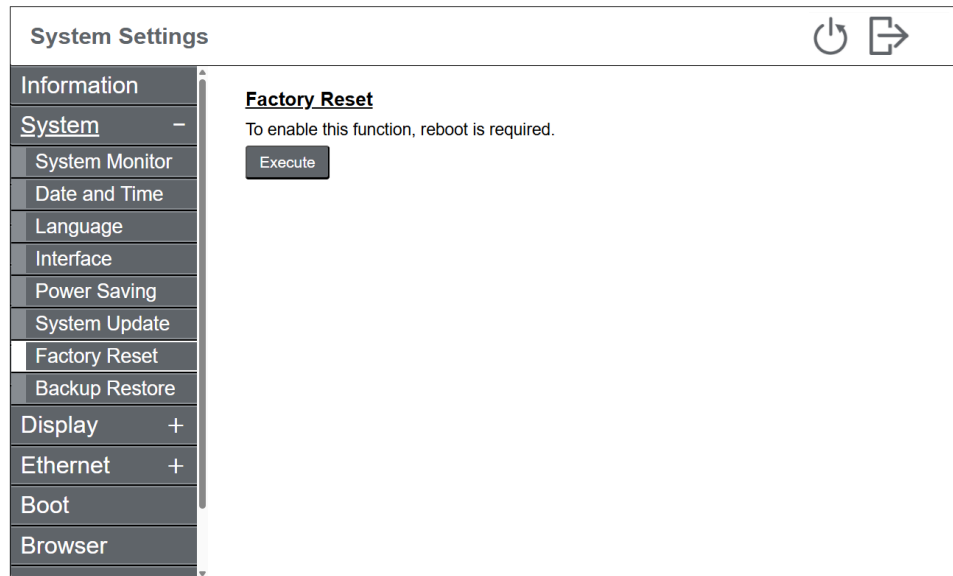 System Settings
Information
System −
System Monitor
Date and Time
Language
Interface
Power Saving
System Update
Factory Reset
Backup Restore
Display +
Ethernet +
Boot
Browser
Factory Reset
To enable this function, reboot is required.
Execute